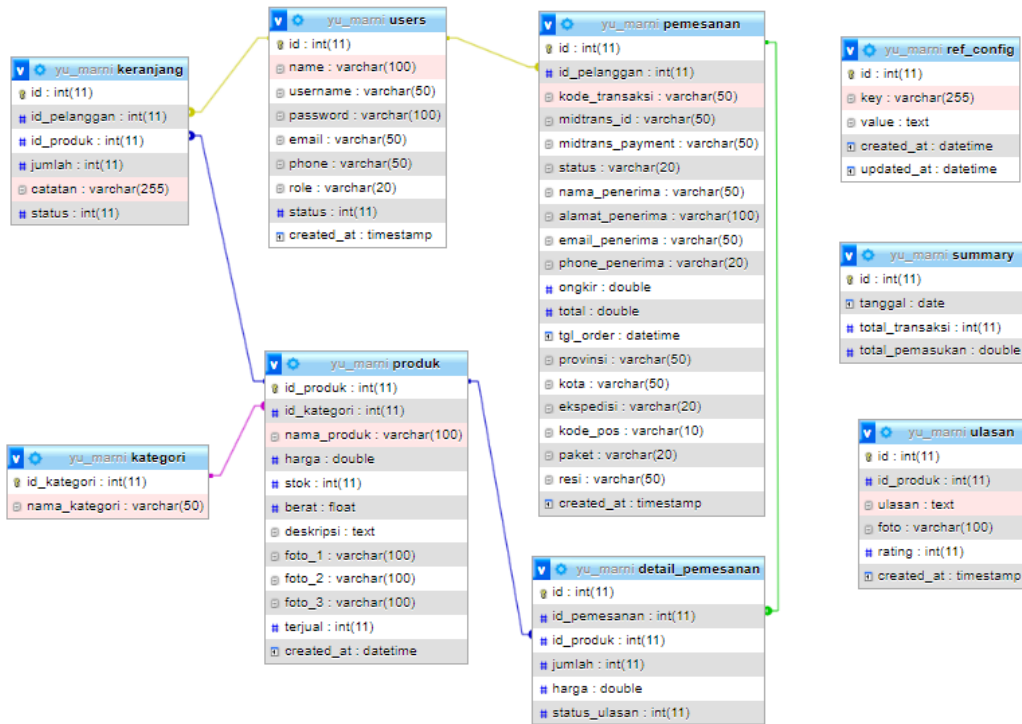 yu_marni keranjang
id : int(11)
id_pelanggan : int(11)
id_produk : int(11)
jumlah : int(11)
catatan : varchar(255)
status : int(11)
yu_marni users
id : int(11)
name : varchar(100)
username : varchar(50)
password : varchar(100)
email : varchar(50)
phone : varchar(50)
role : varchar(20)
status : int(11)
created_at : timestamp
yu_marni pemesanan
id : int(11)
id_pelanggan : int(11)
kode_transaksi : varchar(50)
midtrans_id : varchar(50)
midtrans_payment : varchar(50)
status : varchar(20)
nama_penerima : varchar(50)
alamat_penerima : varchar(100)
email_penerima : varchar(50)
phone_penerima : varchar(20)
ongkir : double
total : double
tgl_order : datetime
provinsi : varchar(50)
kota : varchar(50)
ekspedisi : varchar(20)
kode_pos : varchar(10)
paket : varchar(20)
resi : varchar(50)
created_at : timestamp
yu_marni ref_config
id : int(11)
key : varchar(255)
value : text
created_at : datetime
updated_at : datetime
yu_marni summary
id : int(11)
tanggal : date
total_transaksi : int(11)
total_pemasukan : double
yu_marni produk
id_produk : int(11)
id_kategori : int(11)
nama_produk : varchar(100)
harga : double
stok : int(11)
berat : float
deskripsi : text
foto_1 : varchar(100)
foto_2 : varchar(100)
foto_3 : varchar(100)
terjual : int(11)
created_at : datetime
yu_marni kategori
id_kategori : int(11)
nama_kategori : varchar(50)
yu_marni ulasan
id : int(11)
id_produk : int(11)
ulasan : text
foto : varchar(100)
rating : int(11)
created_at : timestamp
yu_marni detail_pemesanan
id : int(11)
id_pemesanan : int(11)
id_produk : int(11)
jumlah : int(11)
harga : double
status_ulasan : int(11)